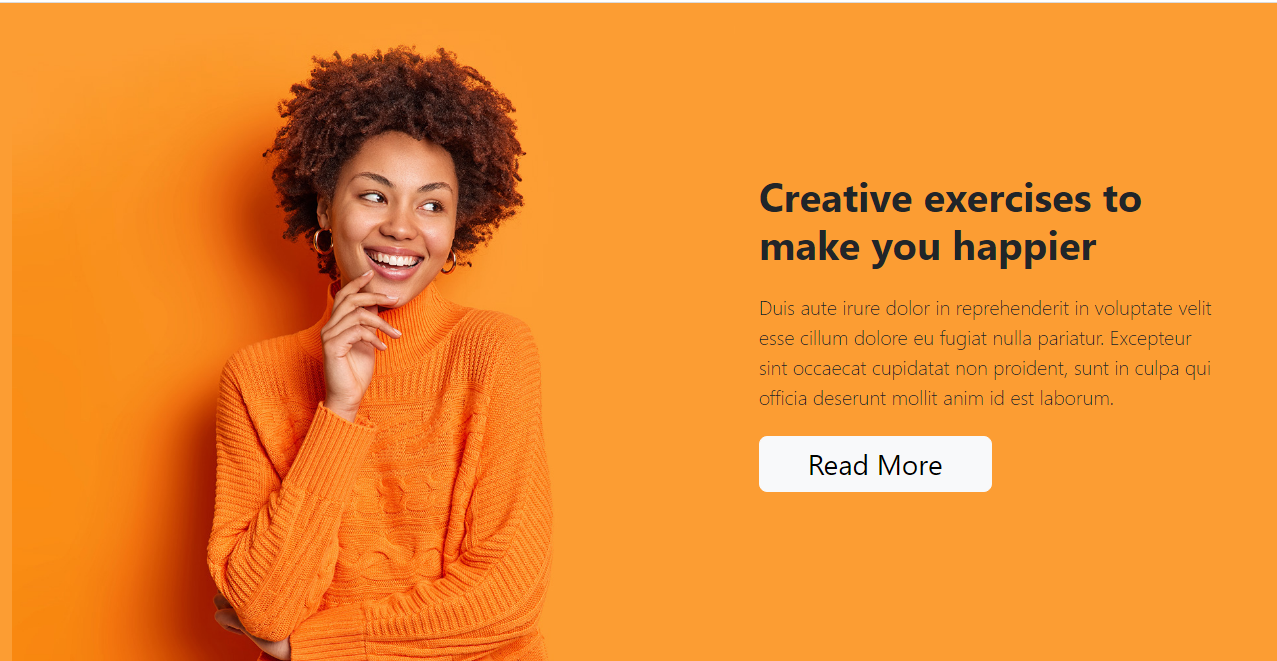 Creative exercises to
make you happier
Duis aute irure dolor in reprehenderit in voluptate velit
esse cillum dolore eu fugiat nulla pariatur. Excepteur
sint occaecat cupidatat non proident, sunt in culpa qui
officia deserunt mollit anim id est laborum.
Read More